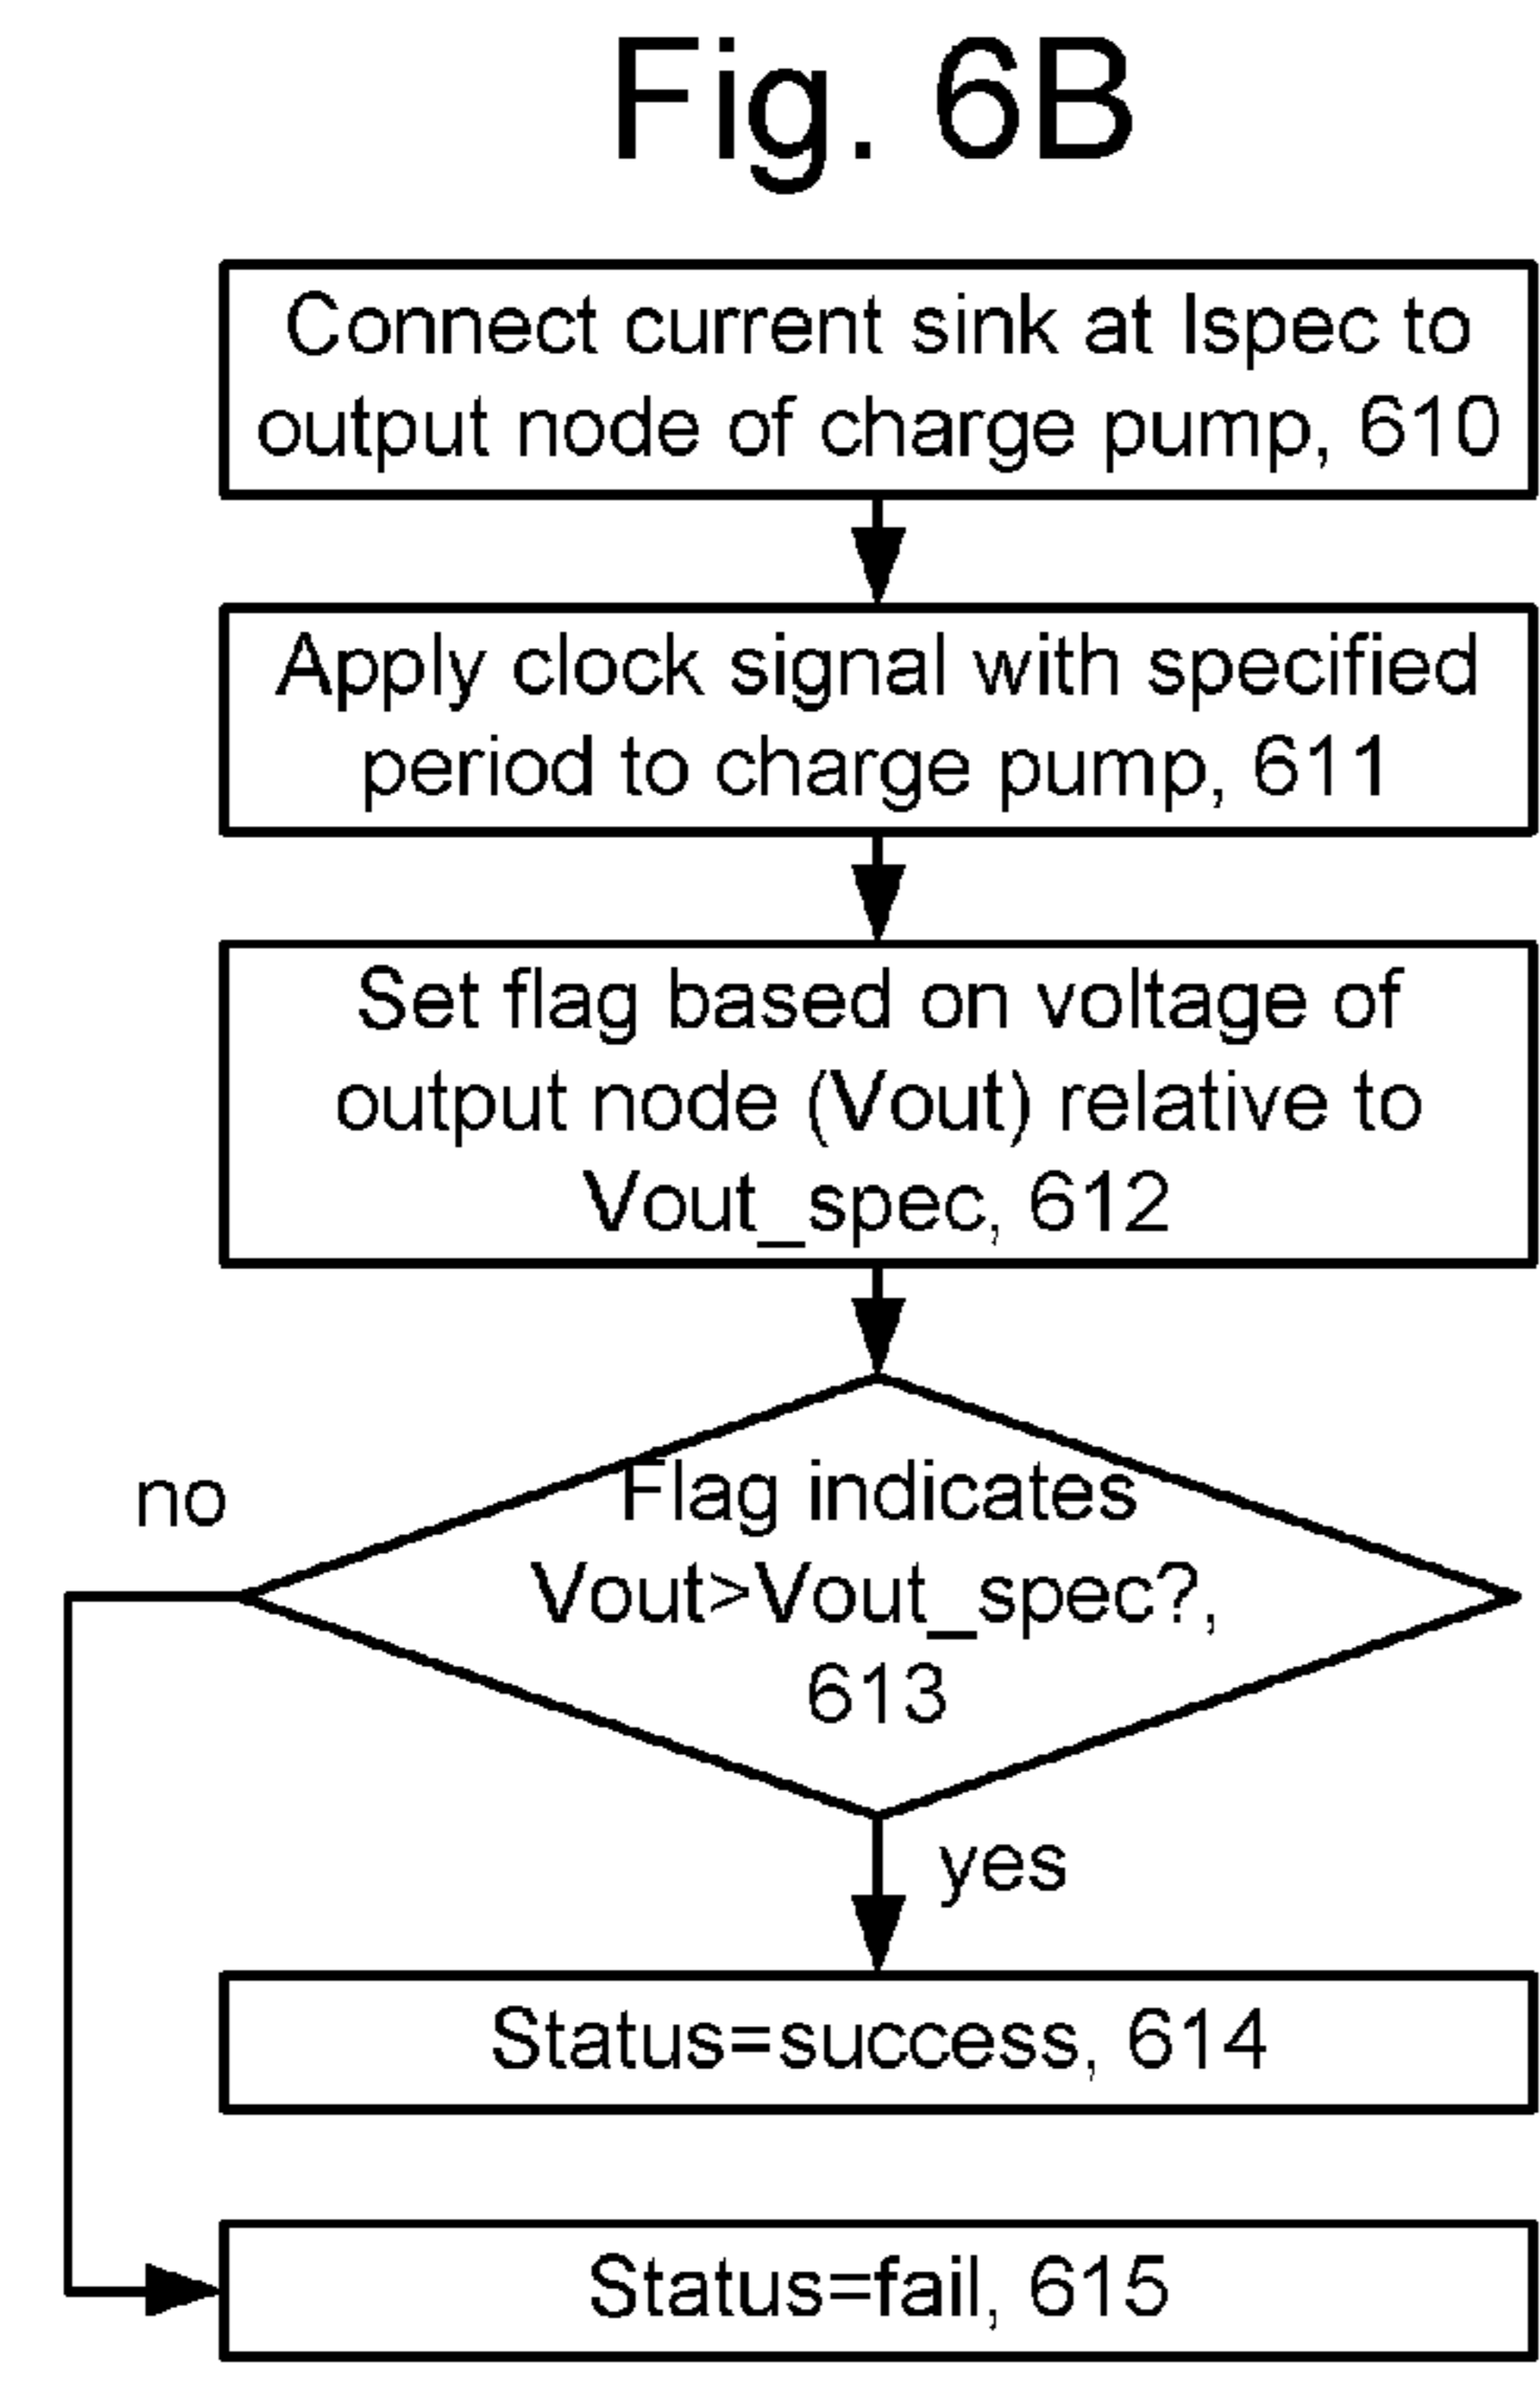 Fig. 6B
Connect current sink at Ispec to
output node of charge pump, 610
Apply clock signal with specified
period to charge pump, 611
Set flag based on voltage of
output node (Vout) relative to
Vout_spec, 612
Flag indicates
Vout>Vout_spec?,
613
no
yes
Status=success, 614
Status=fail, 615